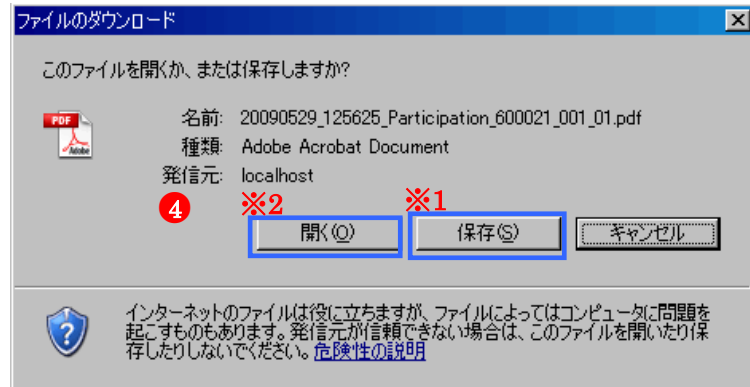 ファイルのダウンロード
このファイルを開くか、または保存しますか?
PDF
Adobe
名前: 20090529_125625_Participation_600021_001_01.pdf
種類: Adobe Acrobat Document
発信元: localhost
4 ※2 ※1
開く(O) 保存(S) キャンセル
インターネットのファイルは役に立ちますが、ファイルによってはコンピュータに問題を
起こすものもあります。発信元が信頼できない場合は、このファイルを開いたり保
存したりしないでください。危険性の説明